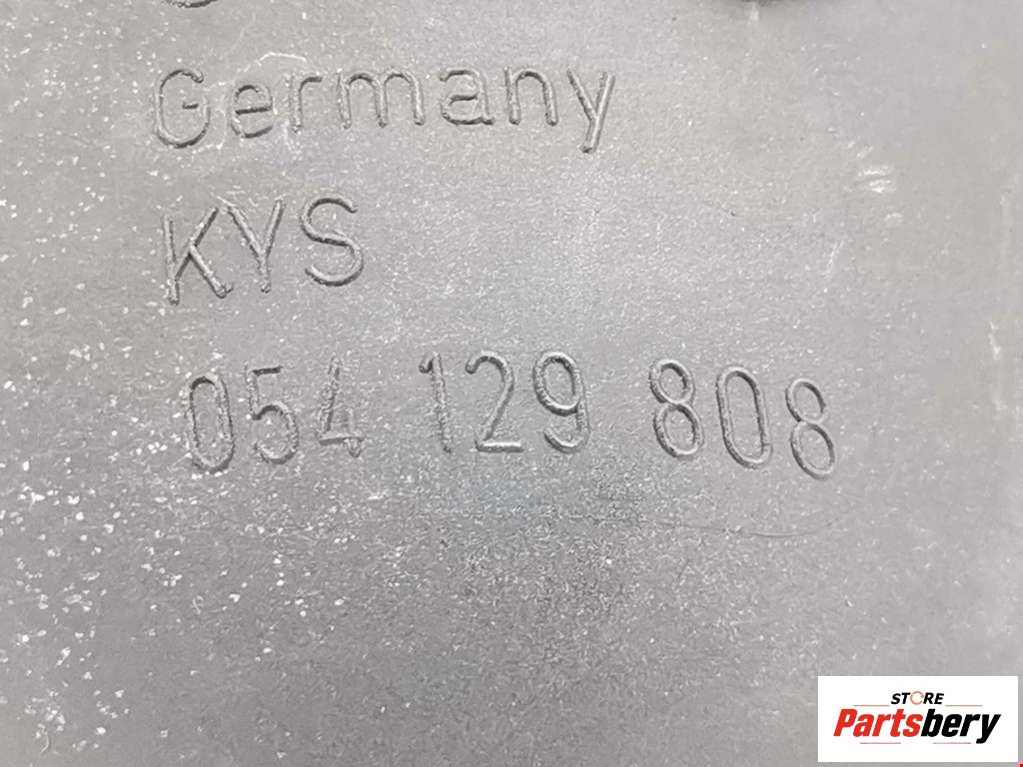 Germany
KYS
054 129 808
STORE
Partsbery